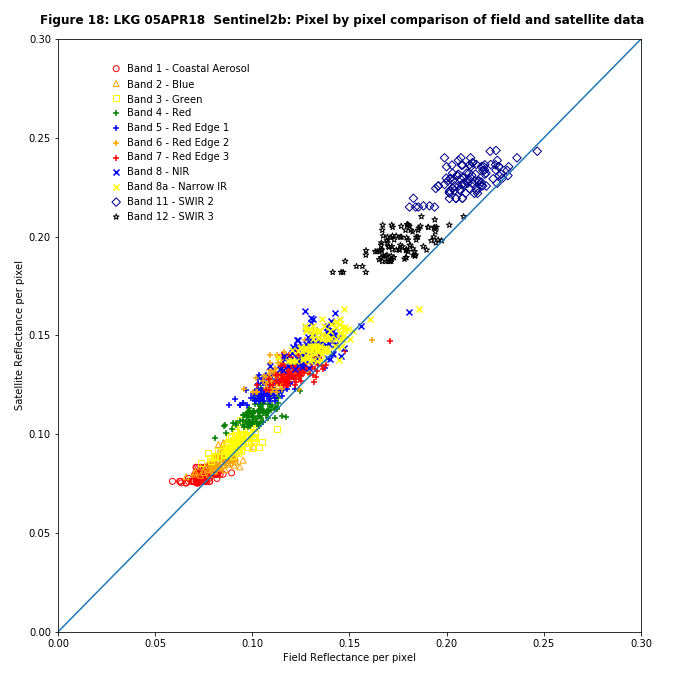 Figure 18: LKG 05APR18  Sentinel2b: Pixel by pixel comparison of field and satellite data
0.30
Band 1 - Coastal Aerosol
Band 2 - Blue
Band 3 - Green
Band 4 - Red
Band 5 - Red Edge 1
Band 6 - Red Edge 2
Band 7 - Red Edge 3
Band 8 - NIR
Band 8a - Narrow IR
Band 11 - SWIR 2
Band 12 - SWIR 3
0.25
0.20
0.15
0.10
0.05
0.00
Satellite Reflectance per pixel
0.00 0.05 0.10 0.15 0.20 0.25 0.30
Field Reflectance per pixel